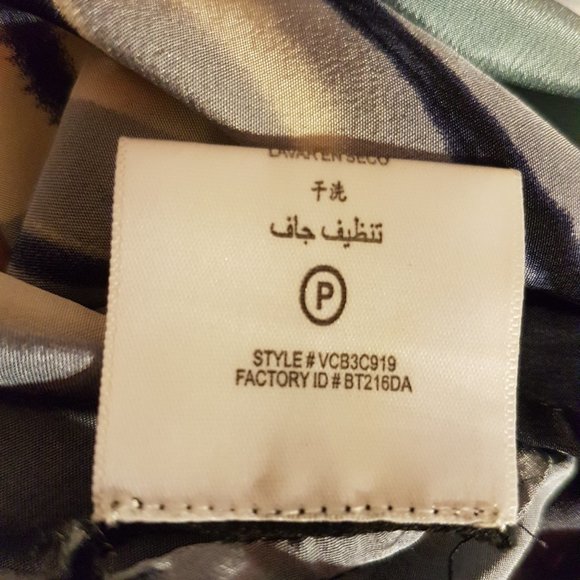 LAVAR EN SECO
干洗
تنظيف جاف
P
STYLE # VCB3C919
FACTORY ID # BT216DA